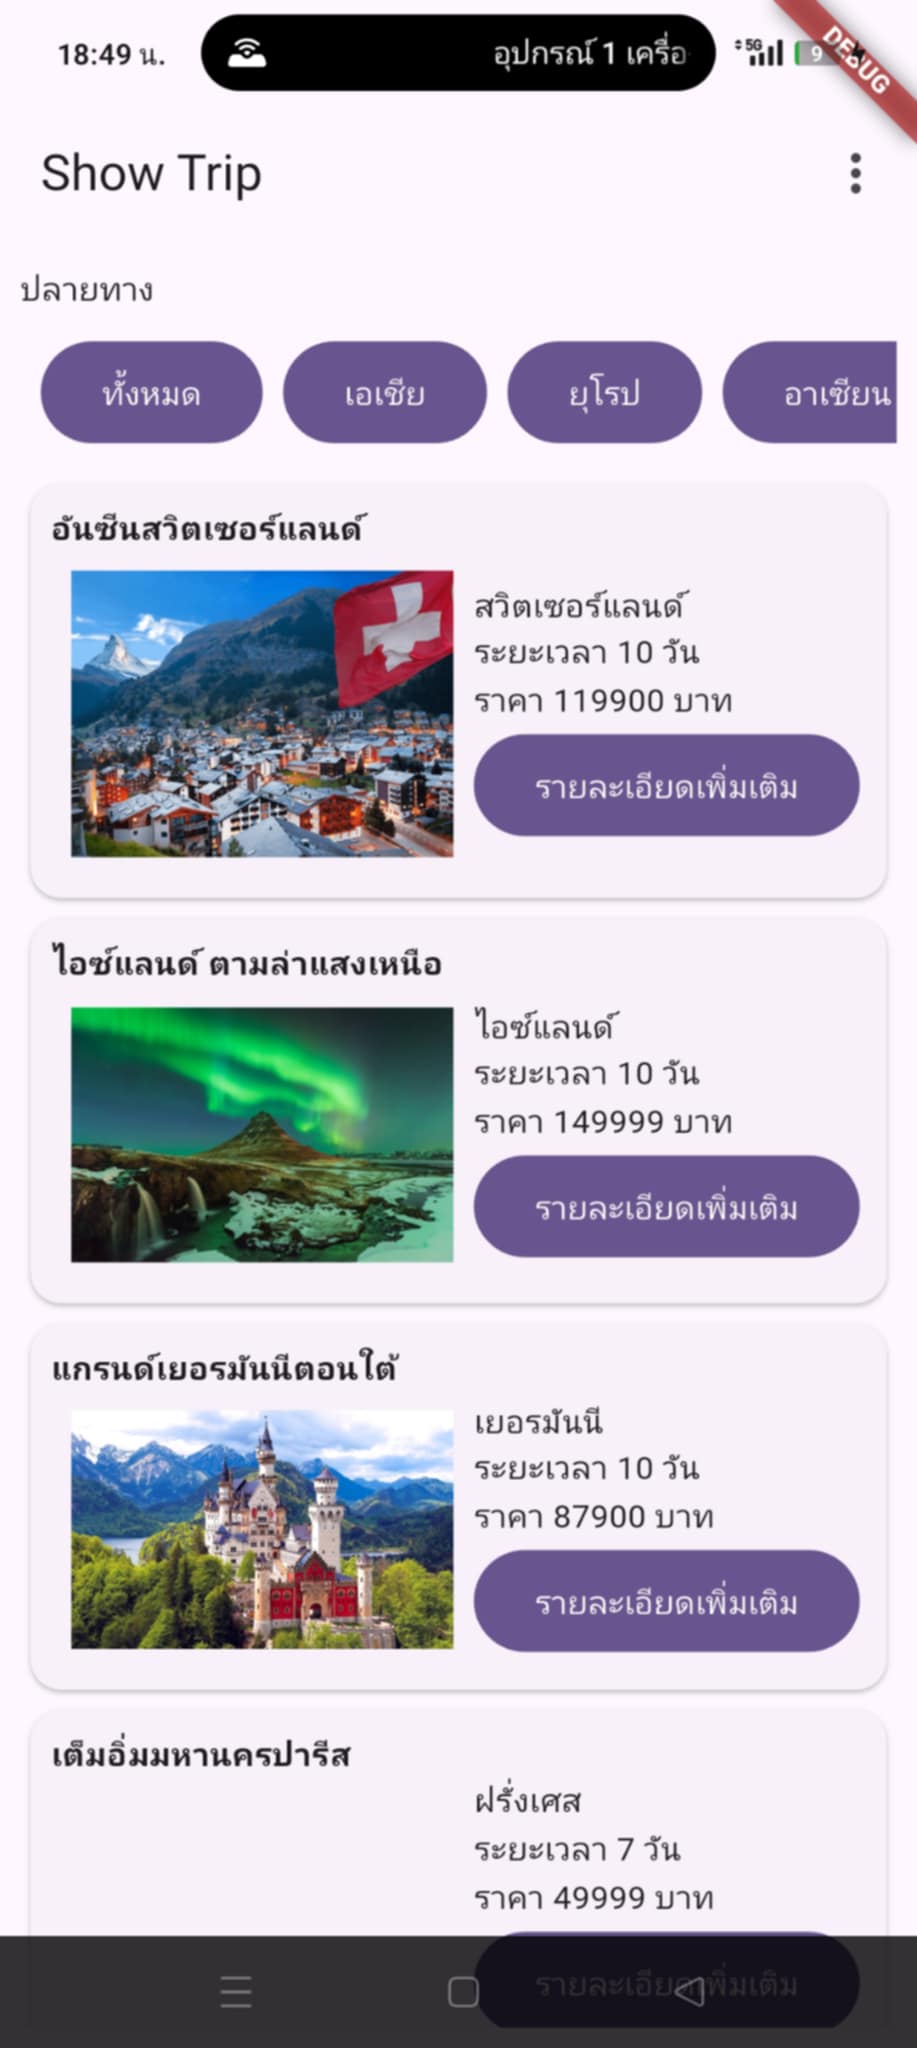 18:49 น.
อุปกรณ์ 1 เครื่อ
5G
9
DEBUG
Show Trip
ปลายทาง
ทั้งหมด
เอเชีย
ยุโรป
อาเซียน
อันซีนสวิตเซอร์แลนด์
สวิตเซอร์แลนด์
ระยะเวลา 10 วัน
ราคา 119900 บาท
รายละเอียดเพิ่มเติม
ไอซ์แลนด์ ตามล่าแสงเหนือ
ไอซ์แลนด์
ระยะเวลา 10 วัน
ราคา 149999 บาท
รายละเอียดเพิ่มเติม
แกรนด์เยอรมันนีตอนใต้
เยอรมันนี
ระยะเวลา 10 วัน
ราคา 87900 บาท
รายละเอียดเพิ่มเติม
เต็มอิ่มมหานครปารีส
ฝรั่งเศส
ระยะเวลา 7 วัน
ราคา 49999 บาท
รายละเอียดเพิ่มเติม